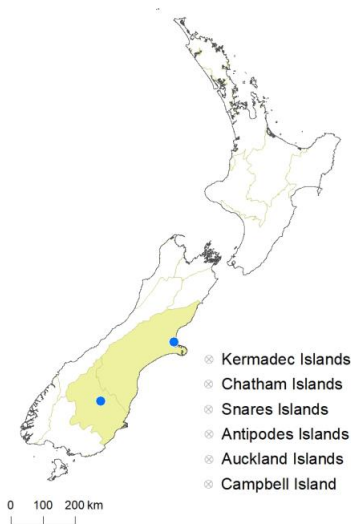 Kermadec Islands
Chatham Islands
Snares Islands
Antipodes Islands
Auckland Islands
Campbell Island
0 100 200 km